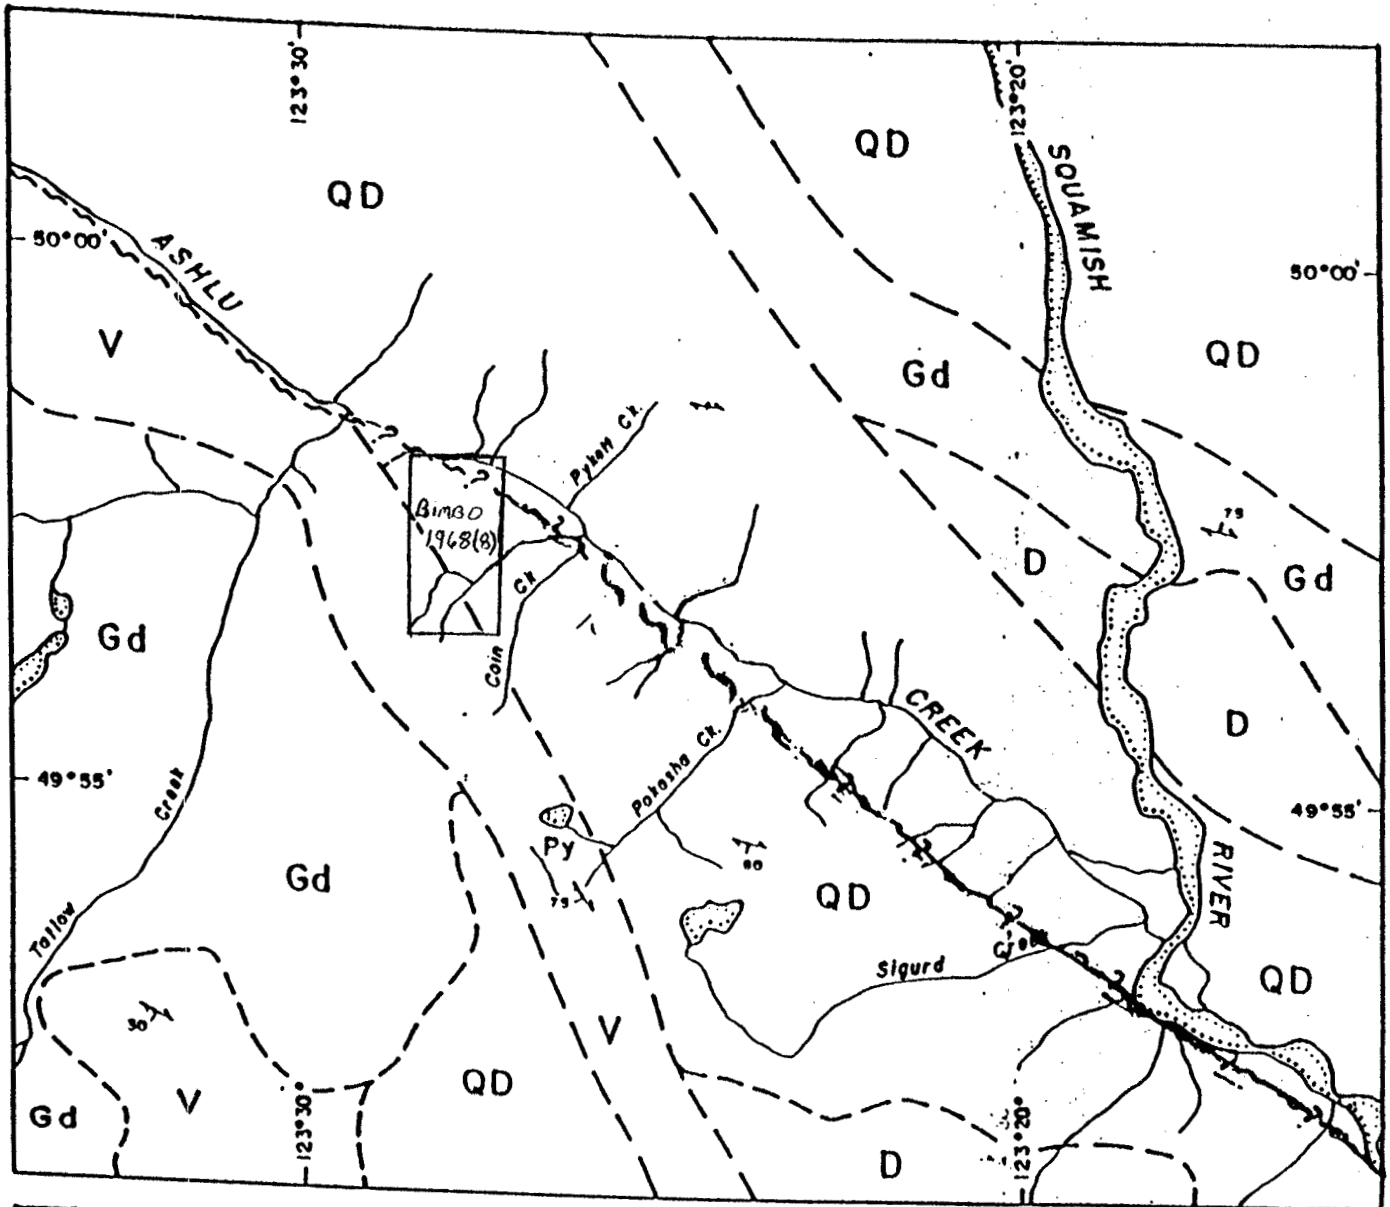 123°30'
123°20'
QD
QD
SQUAMISH
50°00'
ASHLU
50°00'
V
Gd
QD
Pykett Ck.
BIMBO
1968(8)
75
D
Gd
Ck
Gd
Coin
CREEK
D
Pokosha Ck.
49°55'
Creek
49°55'
Py
80
RIVER
Gd
QD
75
Tallow
Sigurd
QD
30
V
QD
V
Gd
123°30'
123°20'
D